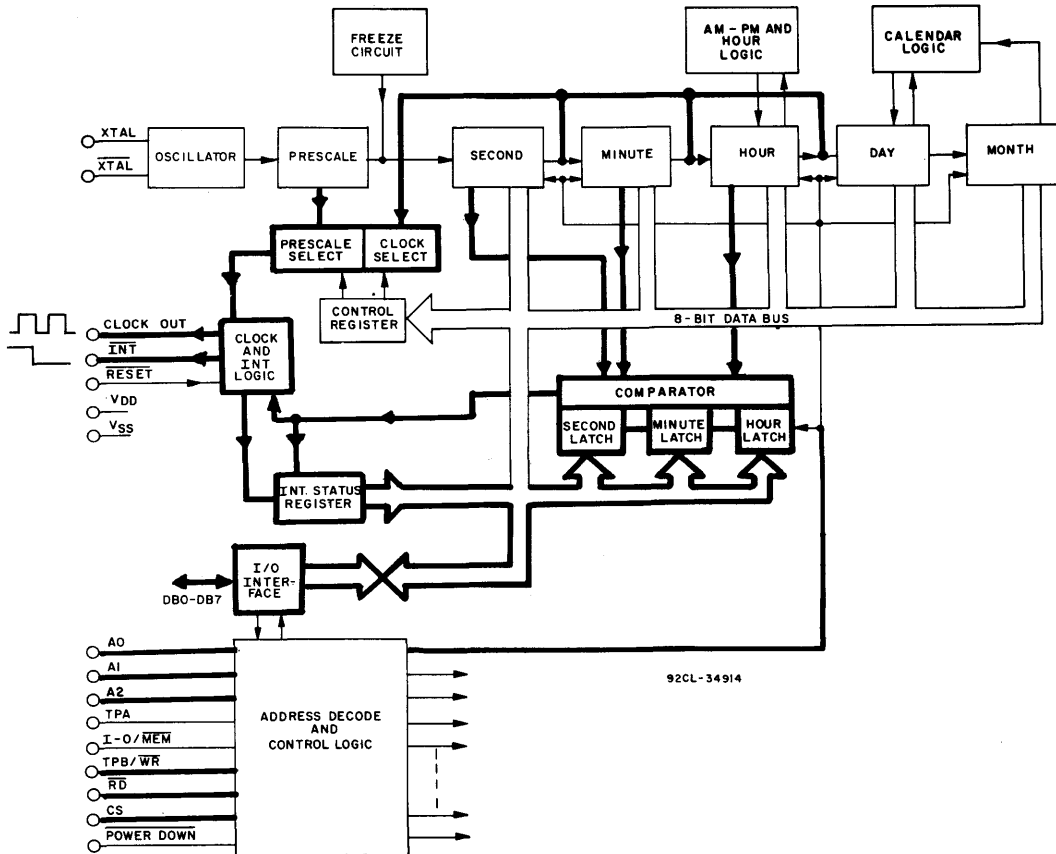 FREEZE
CIRCUIT
AM-PM AND
HOUR
LOGIC
CALENDAR
LOGIC
XTAL
XTAL
OSCILLATOR
PRESCALE
SECOND
MINUTE
HOUR
DAY
MONTH
PRESCALE
SELECT
CLOCK
SELECT
CONTROL
REGISTER
8-BIT DATA BUS
CLOCK OUT
INT
RESET
VDD
VSS
CLOCK
AND
INT
LOGIC
COMPARATOR
SECOND
LATCH
MINUTE
LATCH
HOUR
LATCH
INT. STATUS
REGISTER
I/O
INTER-
FACE
DB0-DB7
A0
A1
A2
TPA
I-O/MEM
TPB/WR
RD
CS
POWER DOWN
ADDRESS DECODE
AND
CONTROL LOGIC
92CL-34914